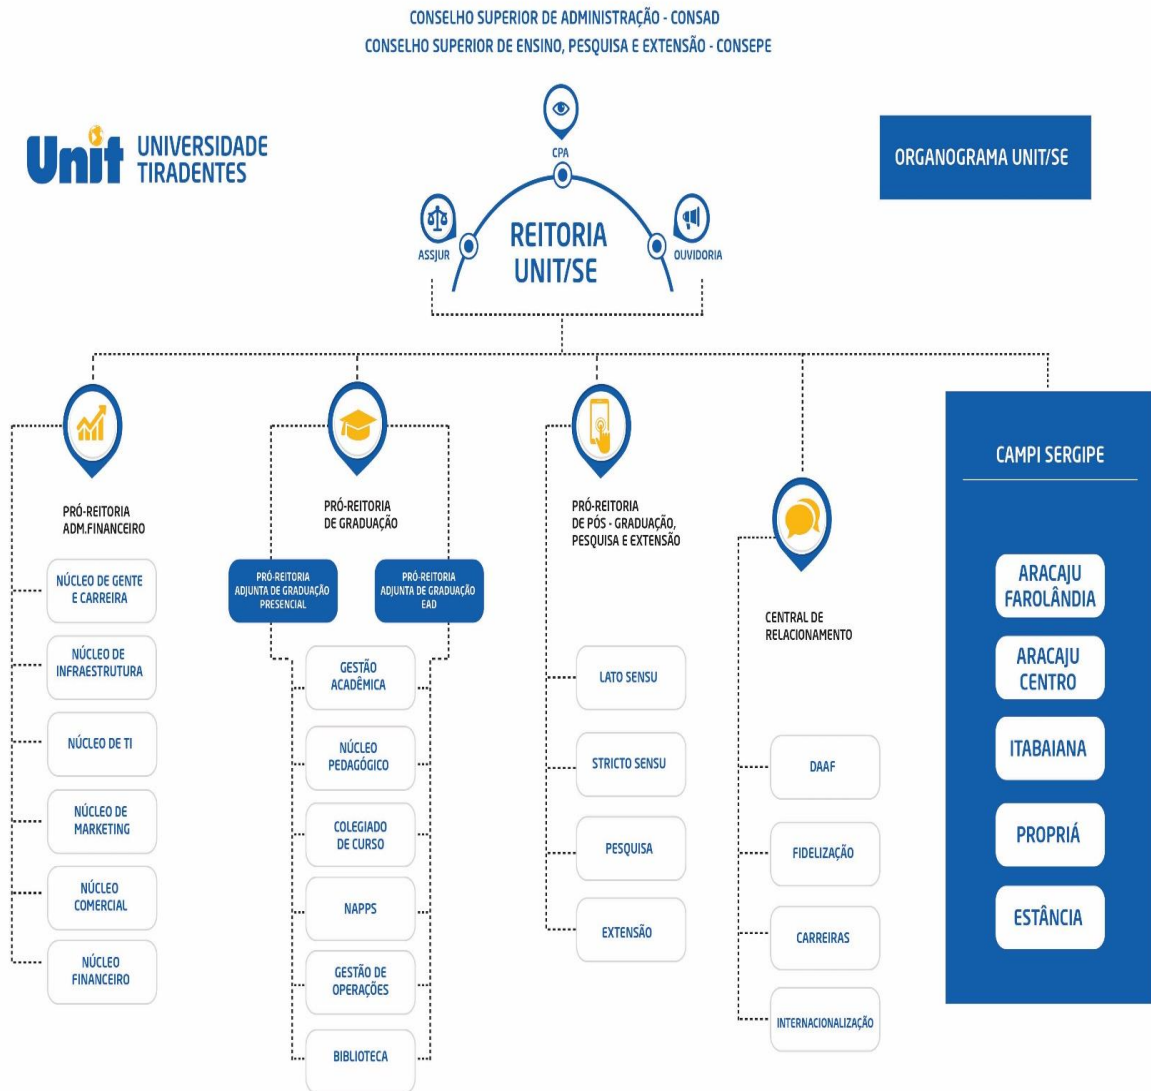 CONSELHO SUPERIOR DE ADMINISTRAÇÃO - CONSAD
CONSELHO SUPERIOR DE ENSINO, PESQUISA E EXTENSÃO - CONSEPE
Unit
UNIVERSIDADE
TIRADENTES
CPA
ORGANOGRAMA UNIT/SE
ASSJUR
REITORIA
UNIT/SE
OUVIDORIA
PRÓ-REITORIA
ADM.FINANCEIRO
NÚCLEO DE GENTE
E CARREIRA
NÚCLEO DE
INFRAESTRUTURA
NÚCLEO DE TI
NÚCLEO DE
MARKETING
NÚCLEO
COMERCIAL
NÚCLEO
FINANCEIRO
PRÓ-REITORIA
DE GRADUAÇÃO
PRÓ-REITORIA
ADJUNTA DE GRADUAÇÃO
PRESENCIAL
PRÓ-REITORIA
ADJUNTA DE GRADUAÇÃO
EAD
GESTÃO
ACADÊMICA
NÚCLEO
PEDAGÓGICO
COLEGIADO
DE CURSO
NAPPS
GESTÃO DE
OPERAÇÕES
BIBLIOTECA
PRÓ-REITORIA
DE PÓS - GRADUAÇÃO,
PESQUISA E EXTENSÃO
LATO SENSU
STRICTO SENSU
PESQUISA
EXTENSÃO
CENTRAL DE
RELACIONAMENTO
DAAF
FIDELIZAÇÃO
CARREIRAS
INTERNACIONALIZAÇÃO
CAMPI SERGIPE
ARACAJU
FAROLÂNDIA
ARACAJU
CENTRO
ITABAIANA
PROPRIÁ
ESTÂNCIA